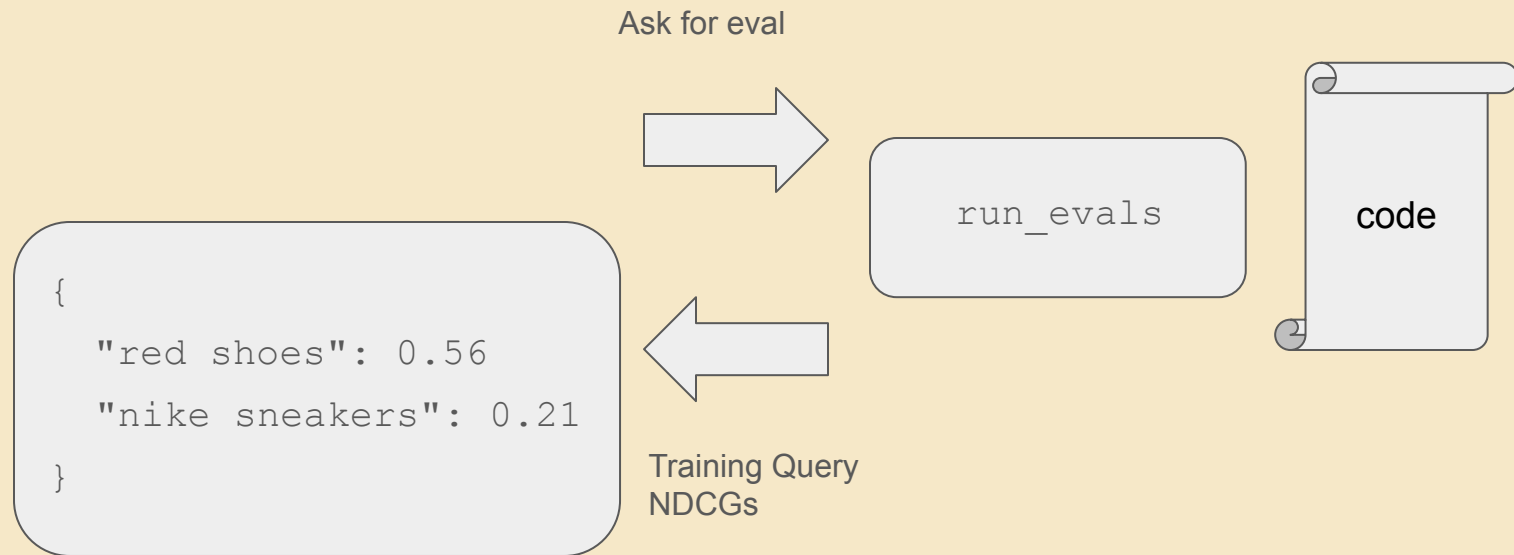 Ask for eval
run_evals
code
{
"red shoes": 0.56
"nike sneakers": 0.21
}
Training Query
NDCGs